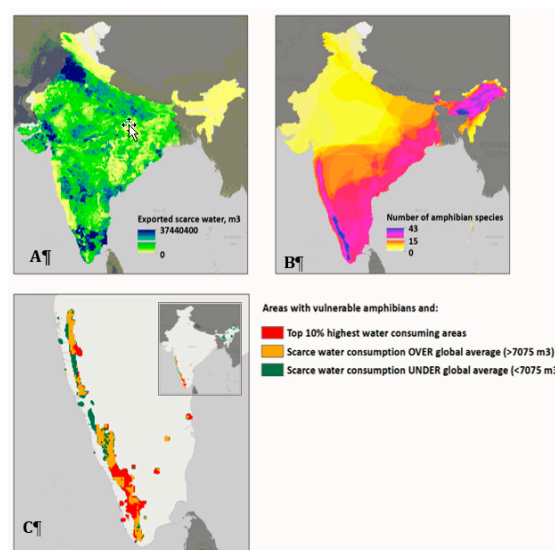 Exported scarce water, m3
37440400
0
A¶
Number of amphibian species
43
15
0
B¶
Areas with vulnerable amphibians and:
Top 10% highest water consuming areas
Scarce water consumption OVER global average (>7075 m3)
Scarce water consumption UNDER global average (<7075 m3
C¶